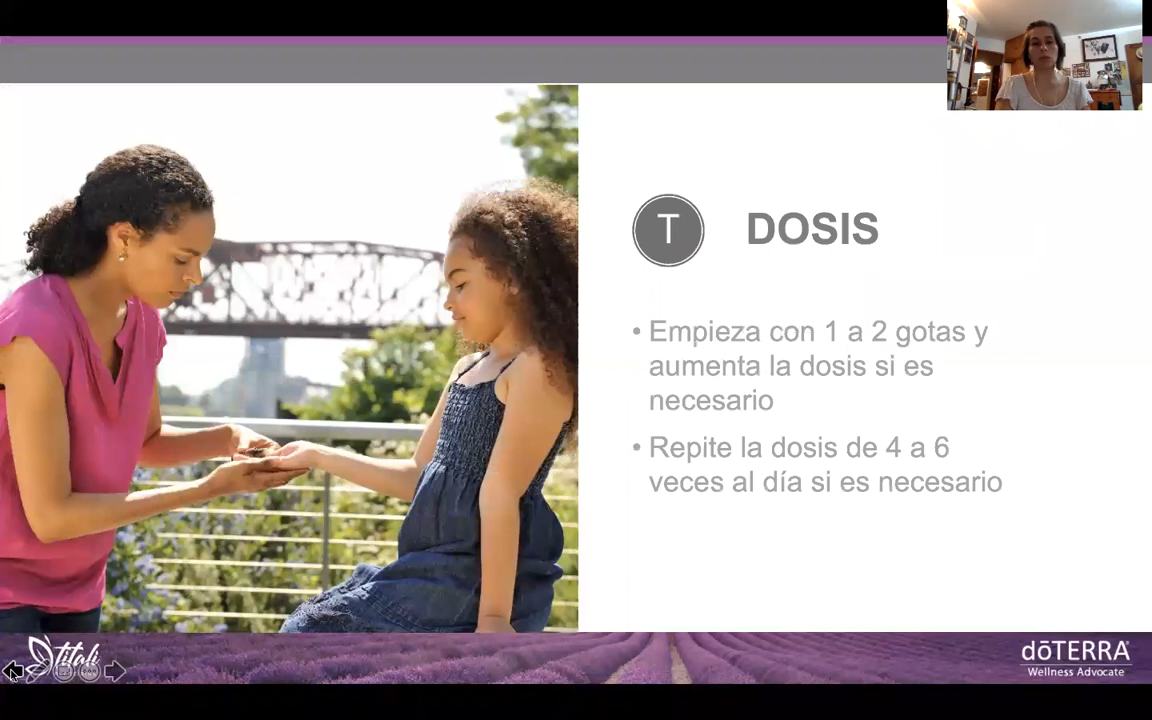 T DOSIS
• Empieza con 1 a 2 gotas y
aumenta la dosis si es
necesario
• Repite la dosis de 4 a 6
veces al día si es necesario
titali
dōTERRA
Wellness Advocate